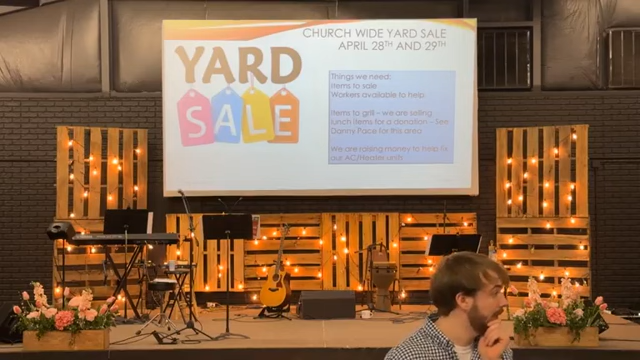 CHURCH WIDE YARD SALE
APRIL 28TH AND 29TH
YARD
SALE
Things we need:
Items to sale
Workers available to help
Items to grill – we are selling
lunch items for a donation – See
Danny Pace for this area
We are raising money to help fix
our AC/Heater units